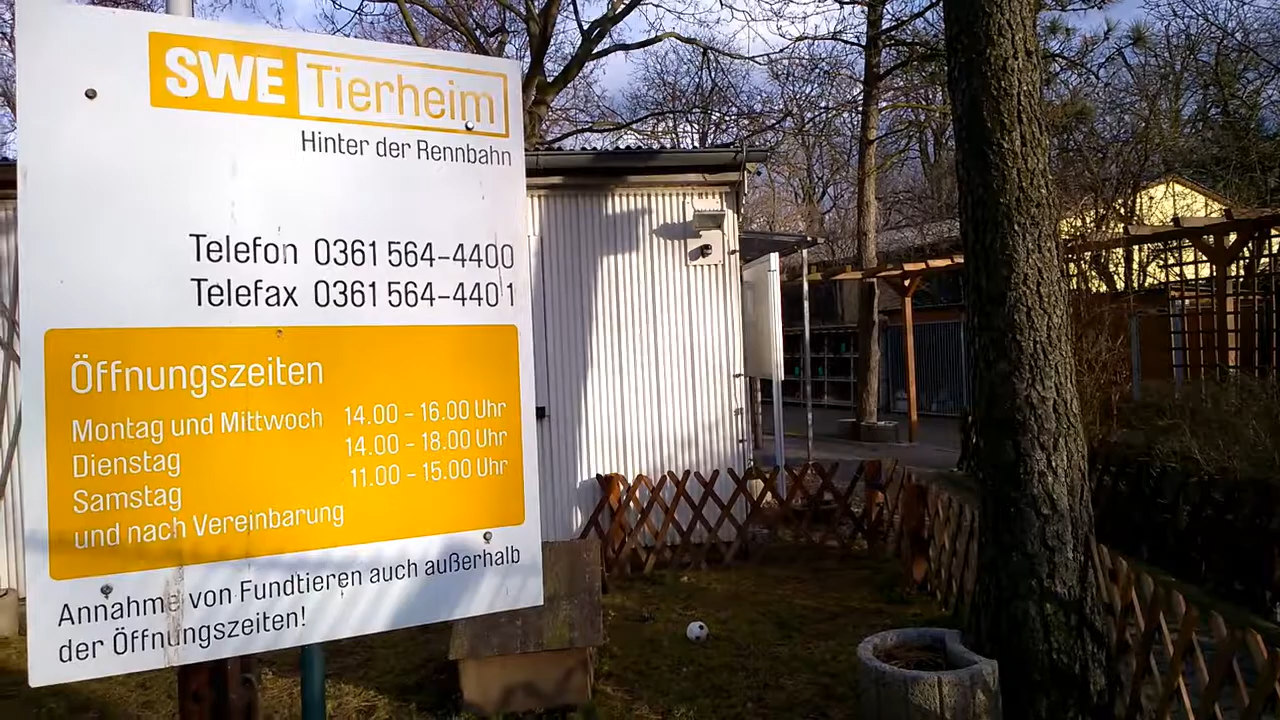 SWE Tierheim
Hinter der Rennbahn
Telefon 0361 564-4400
Telefax 0361 564-4401
Öffnungszeiten
Montag und Mittwoch 14.00 - 16.00 Uhr
Dienstag 14.00 - 18.00 Uhr
Samstag 11.00 - 15.00 Uhr
und nach Vereinbarung
Annahme von Fundtieren auch außerhalb
der Öffnungszeiten!